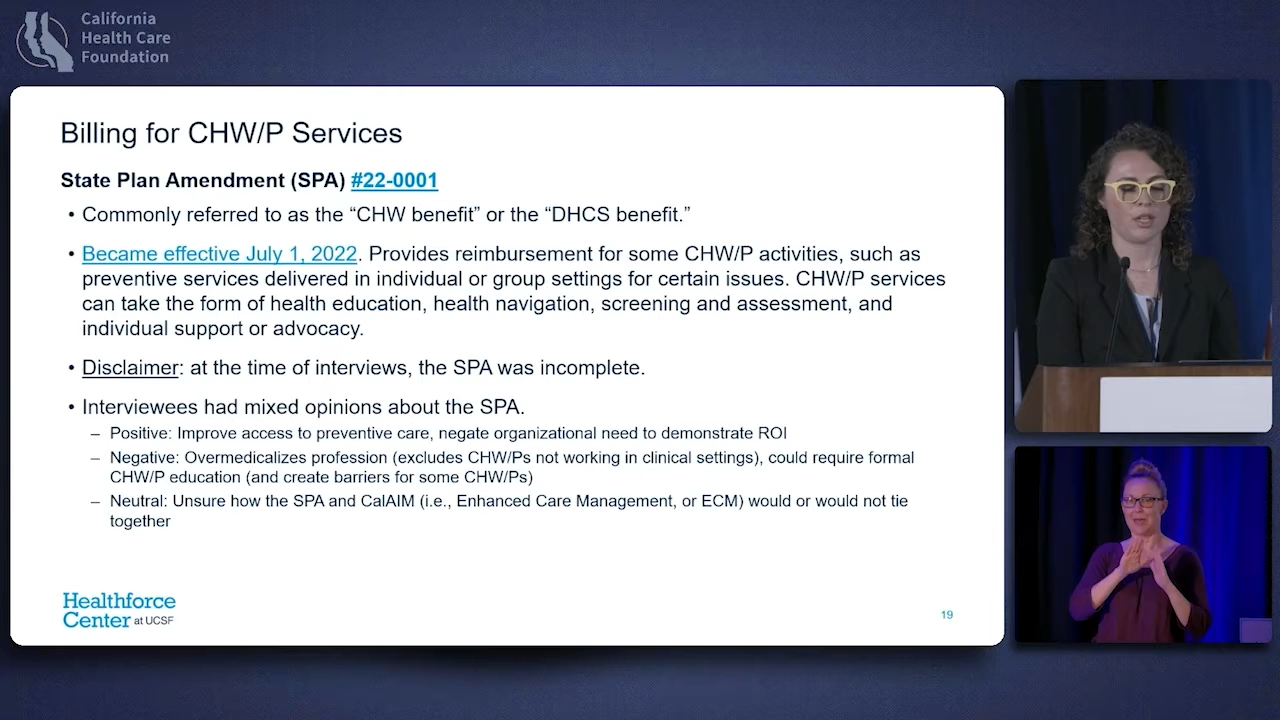 California
Health Care
Foundation
Billing for CHW/P Services
State Plan Amendment (SPA) #22-0001
• Commonly referred to as the “CHW benefit” or the “DHCS benefit.”
• Became effective July 1, 2022. Provides reimbursement for some CHW/P activities, such as
preventive services delivered in individual or group settings for certain issues. CHW/P services
can take the form of health education, health navigation, screening and assessment, and
individual support or advocacy.
• Disclaimer: at the time of interviews, the SPA was incomplete.
• Interviewees had mixed opinions about the SPA.
– Positive: Improve access to preventive care, negate organizational need to demonstrate ROI
– Negative: Overmedicalizes profession (excludes CHW/Ps not working in clinical settings), could require formal
CHW/P education (and create barriers for some CHW/Ps)
– Neutral: Unsure how the SPA and CalAIM (i.e., Enhanced Care Management, or ECM) would or would not tie
together
Healthforce
Center at UCSF
19